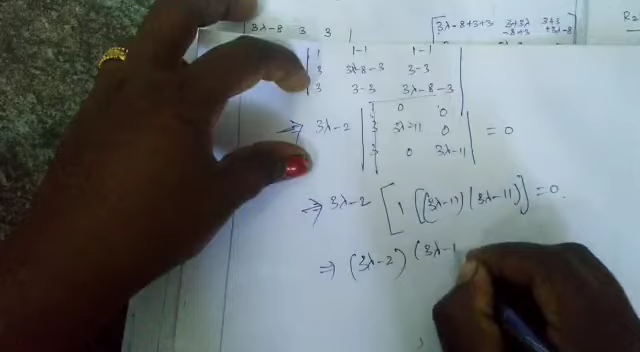 3λ-8 3 3
3λ-8+3+3 3+3λ-8+3 3+3+3λ-8
R₂
1 1-1 1-1
3 3λ-8-3 3-3
3 3-3 3λ-8-3
1 0 0
⇒ 3λ-2 | 3 3λ-11 0 | = 0
3 0 3λ-11
⇒ 3λ-2 [ 1 [(3λ-11) (3λ-11)] = 0.
⇒ (3λ-2) (3λ-1